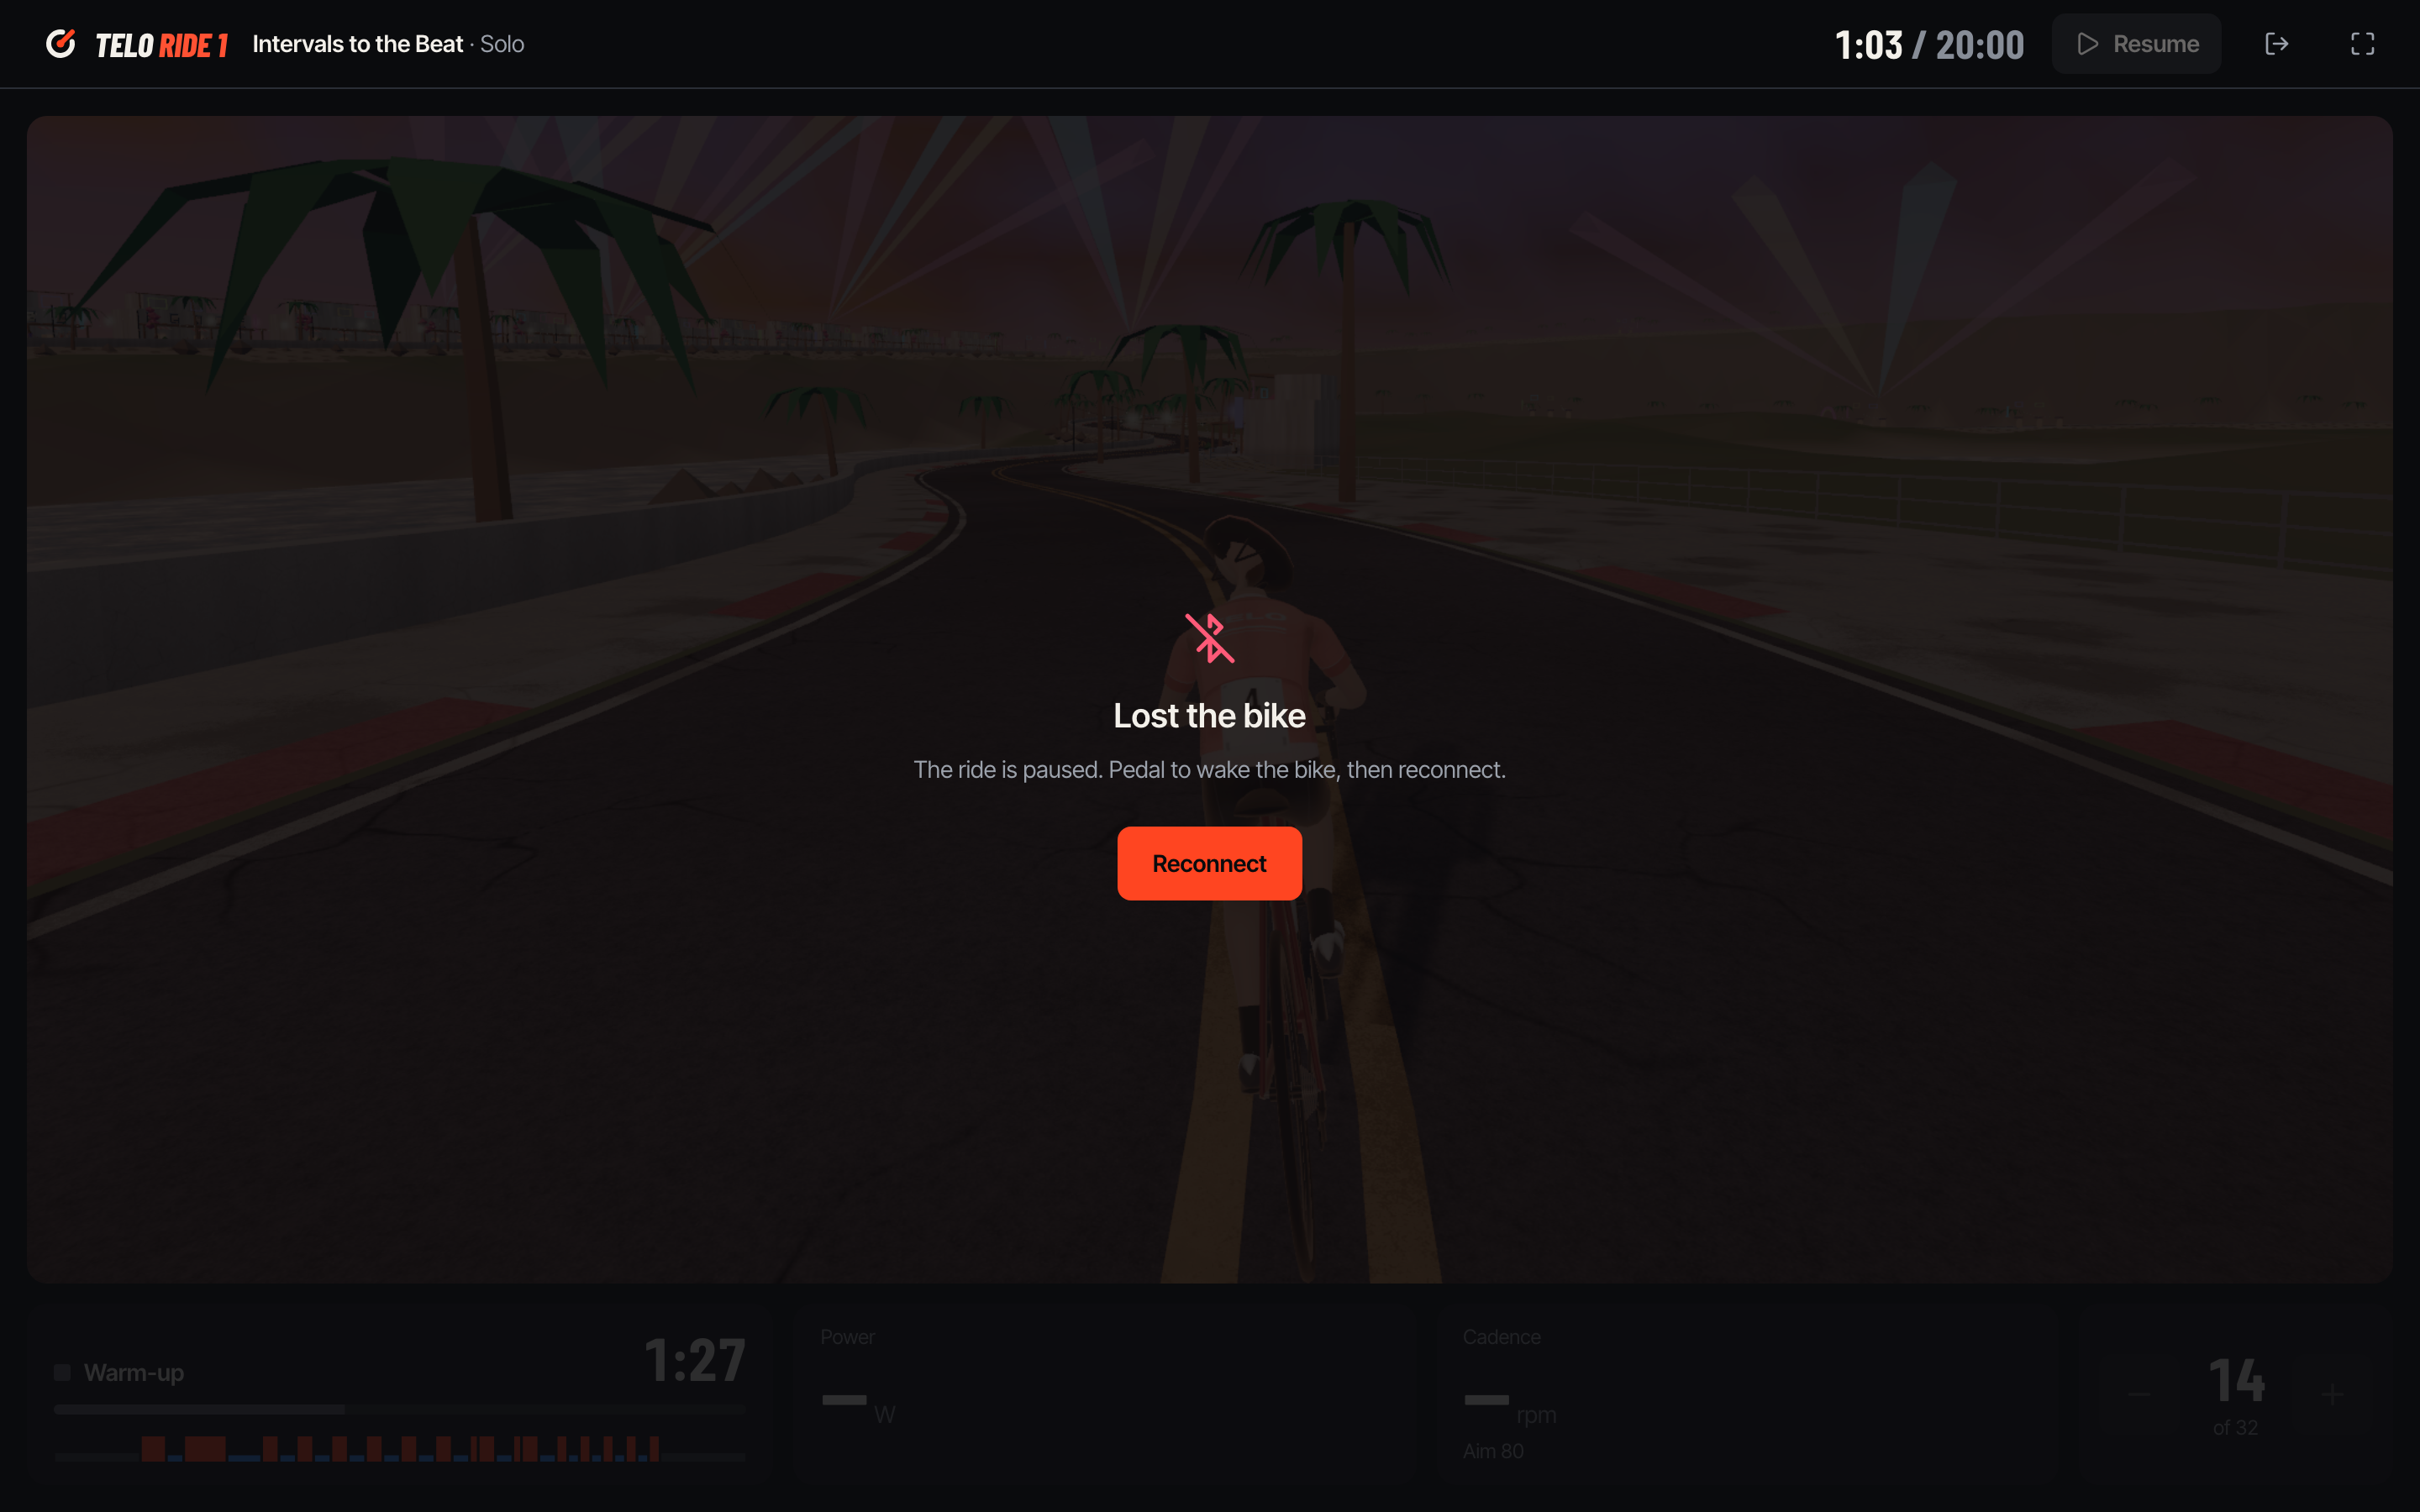 TELO RIDE 1 Intervals to the Beat · Solo
1:03 / 20:00
Resume
4
Lost the bike
The ride is paused. Pedal to wake the bike, then reconnect.
Reconnect
Warm-up
1:27
Power
— W
Cadence
— rpm
Aim 80
− 14 +
of 32